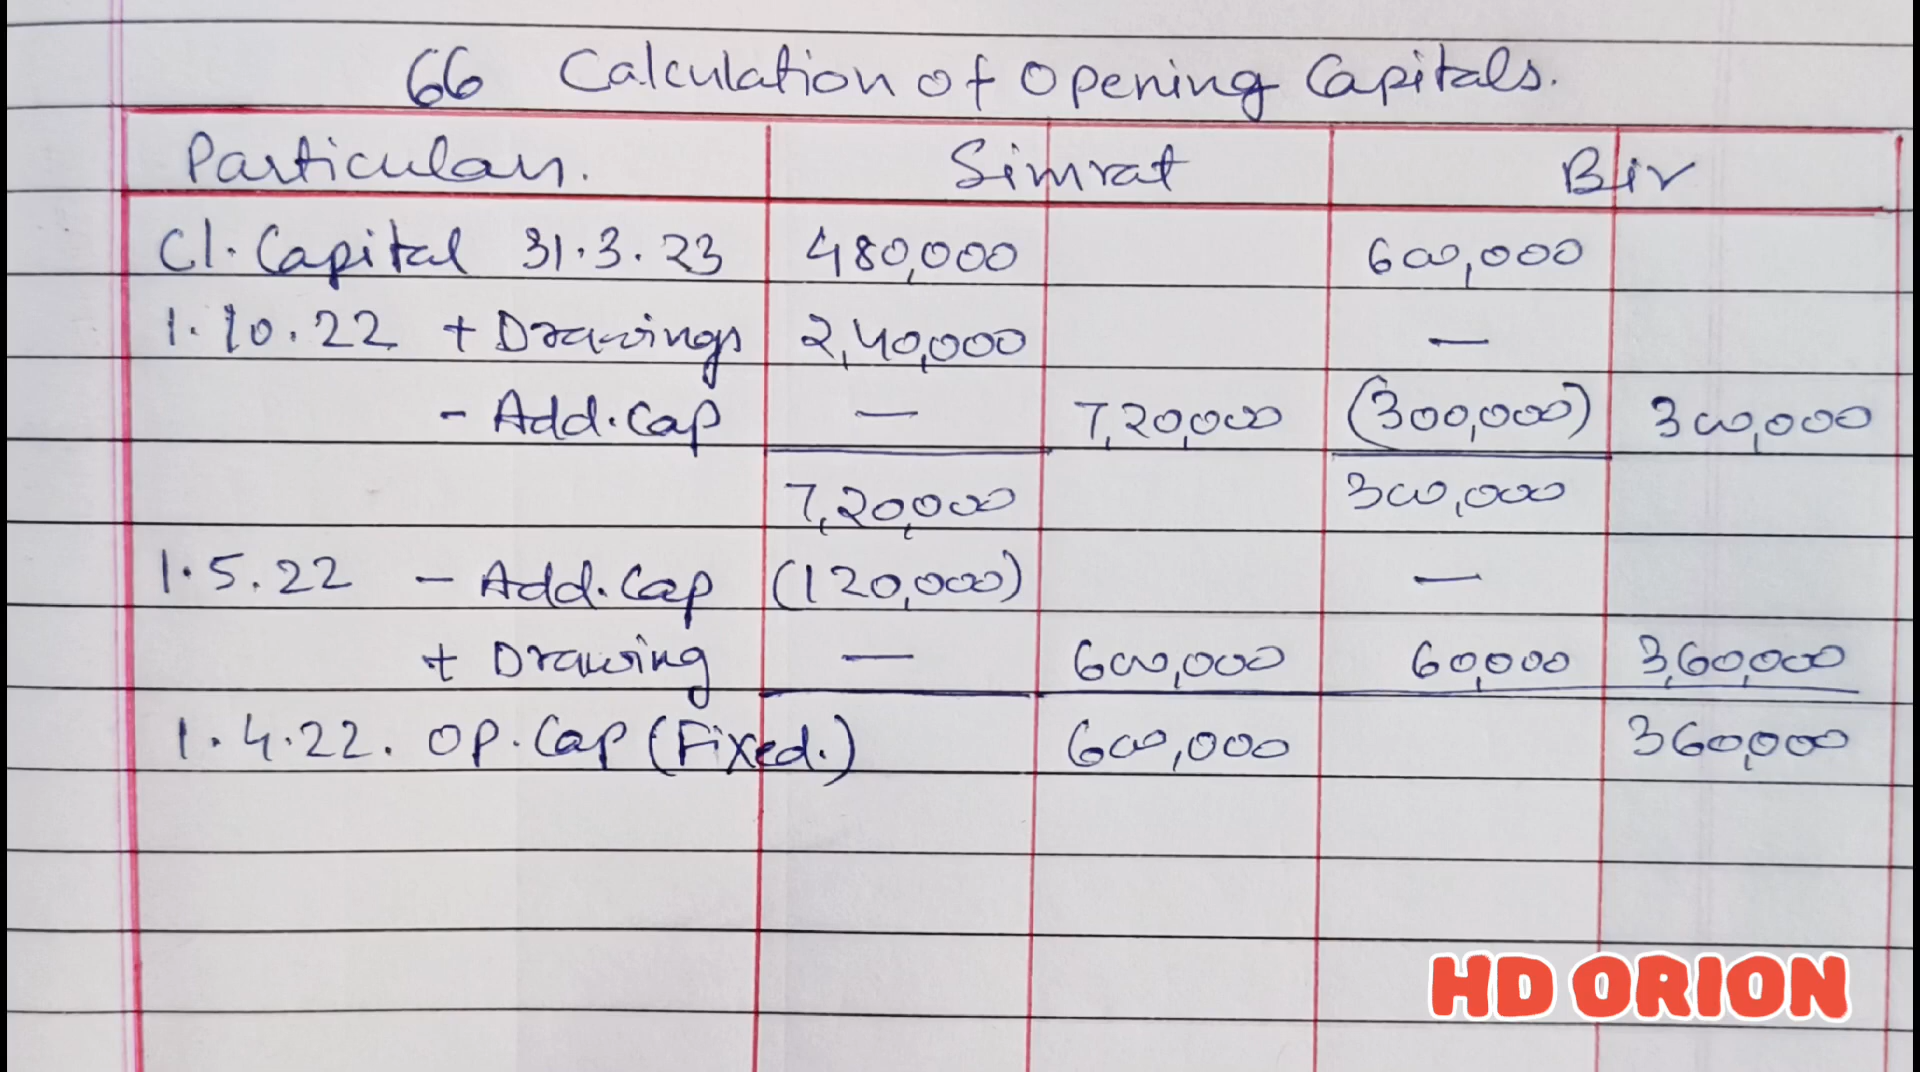 66 Calculation of Opening Capitals.
Particulars. Simrat Bir
Cl. Capital 31.3.23 480,000 600,000
1.10.22 + Drawings 2,40,000 —
- Add.Cap — 7,20,000 (300,000) 300,000
7,20,000 300,000
1.5.22 - Add.Cap (120,000) —
+ Drawing — 600,000 60,000 3,60,000
1.4.22. Op.Cap (Fixed.) 600,000 360,000
HD ORION